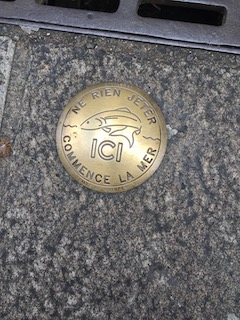 NE RIEN JETER
ICI
COMMENCE LA MER